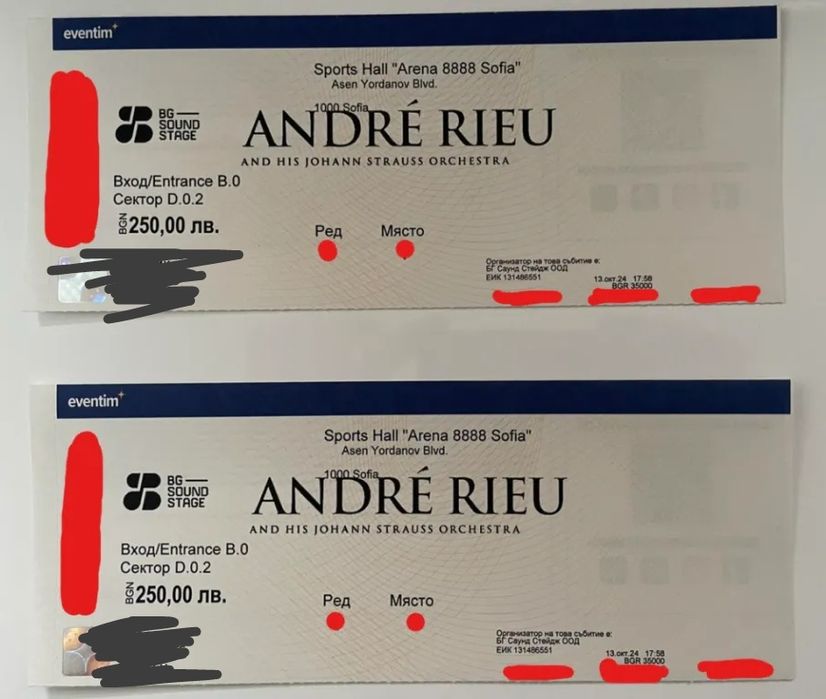 eventim
Sports Hall "Arena 8888 Sofia"
Asen Yordanov Blvd.
1000 Sofia
BG SOUND STAGE
ANDRÉ RIEU
AND HIS JOHANN STRAUSS ORCHESTRA
Вход/Entrance B.0
Сектор D.0.2
BGN 250,00 лв.
Ред Място
Организатор на това събитие е:
БГ Саунд Стейдж ООД
ЕИК 131486551
13.окт.24 17:58
BGR 35000
eventim
Sports Hall "Arena 8888 Sofia"
Asen Yordanov Blvd.
1000 Sofia
BG SOUND STAGE
ANDRÉ RIEU
AND HIS JOHANN STRAUSS ORCHESTRA
Вход/Entrance B.0
Сектор D.0.2
BGN 250,00 лв.
Ред Място
Организатор на това събитие е:
БГ Саунд Стейдж ООД
ЕИК 131486551
13.окт.24 17:58
BGR 35000